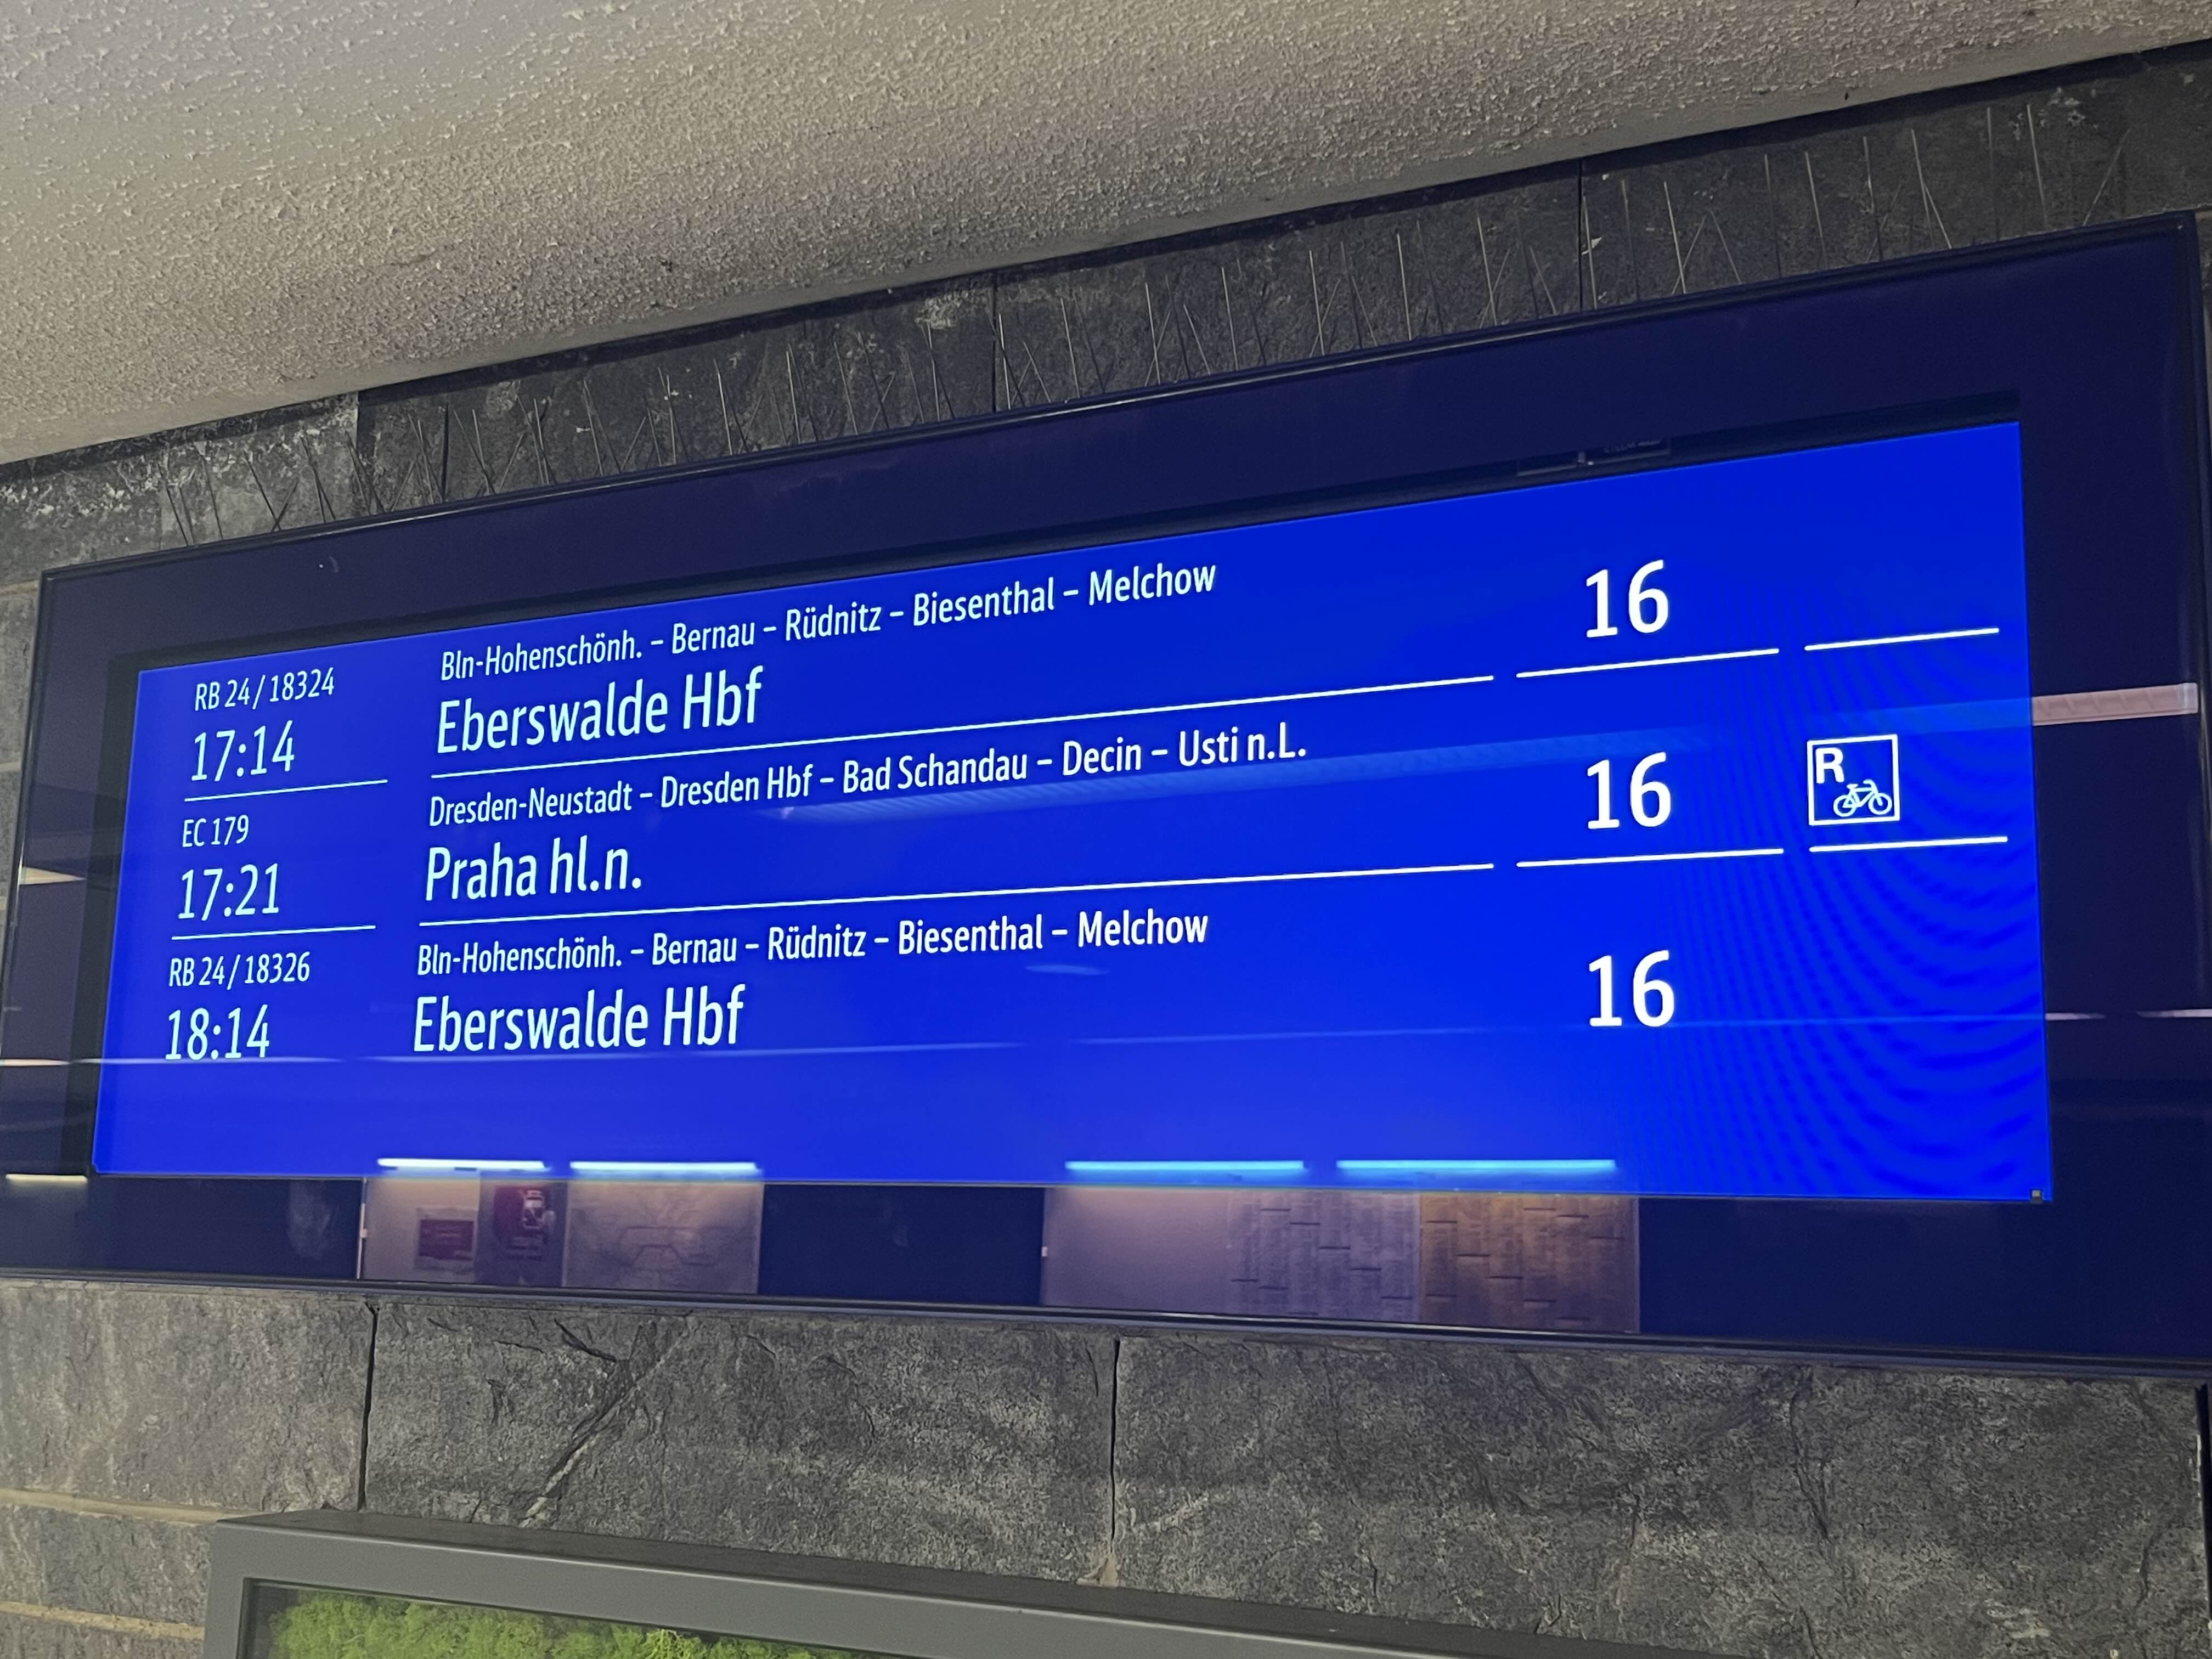 RB 24 / 18324
Bln-Hohenschönh. – Bernau – Rüdnitz – Biesenthal – Melchow
17:14
Eberswalde Hbf
16
EC 179
Dresden-Neustadt – Dresden Hbf – Bad Schandau – Decin – Usti n.L.
17:21
Praha hl.n.
16
R
RB 24 / 18326
Bln-Hohenschönh. – Bernau – Rüdnitz – Biesenthal – Melchow
18:14
Eberswalde Hbf
16